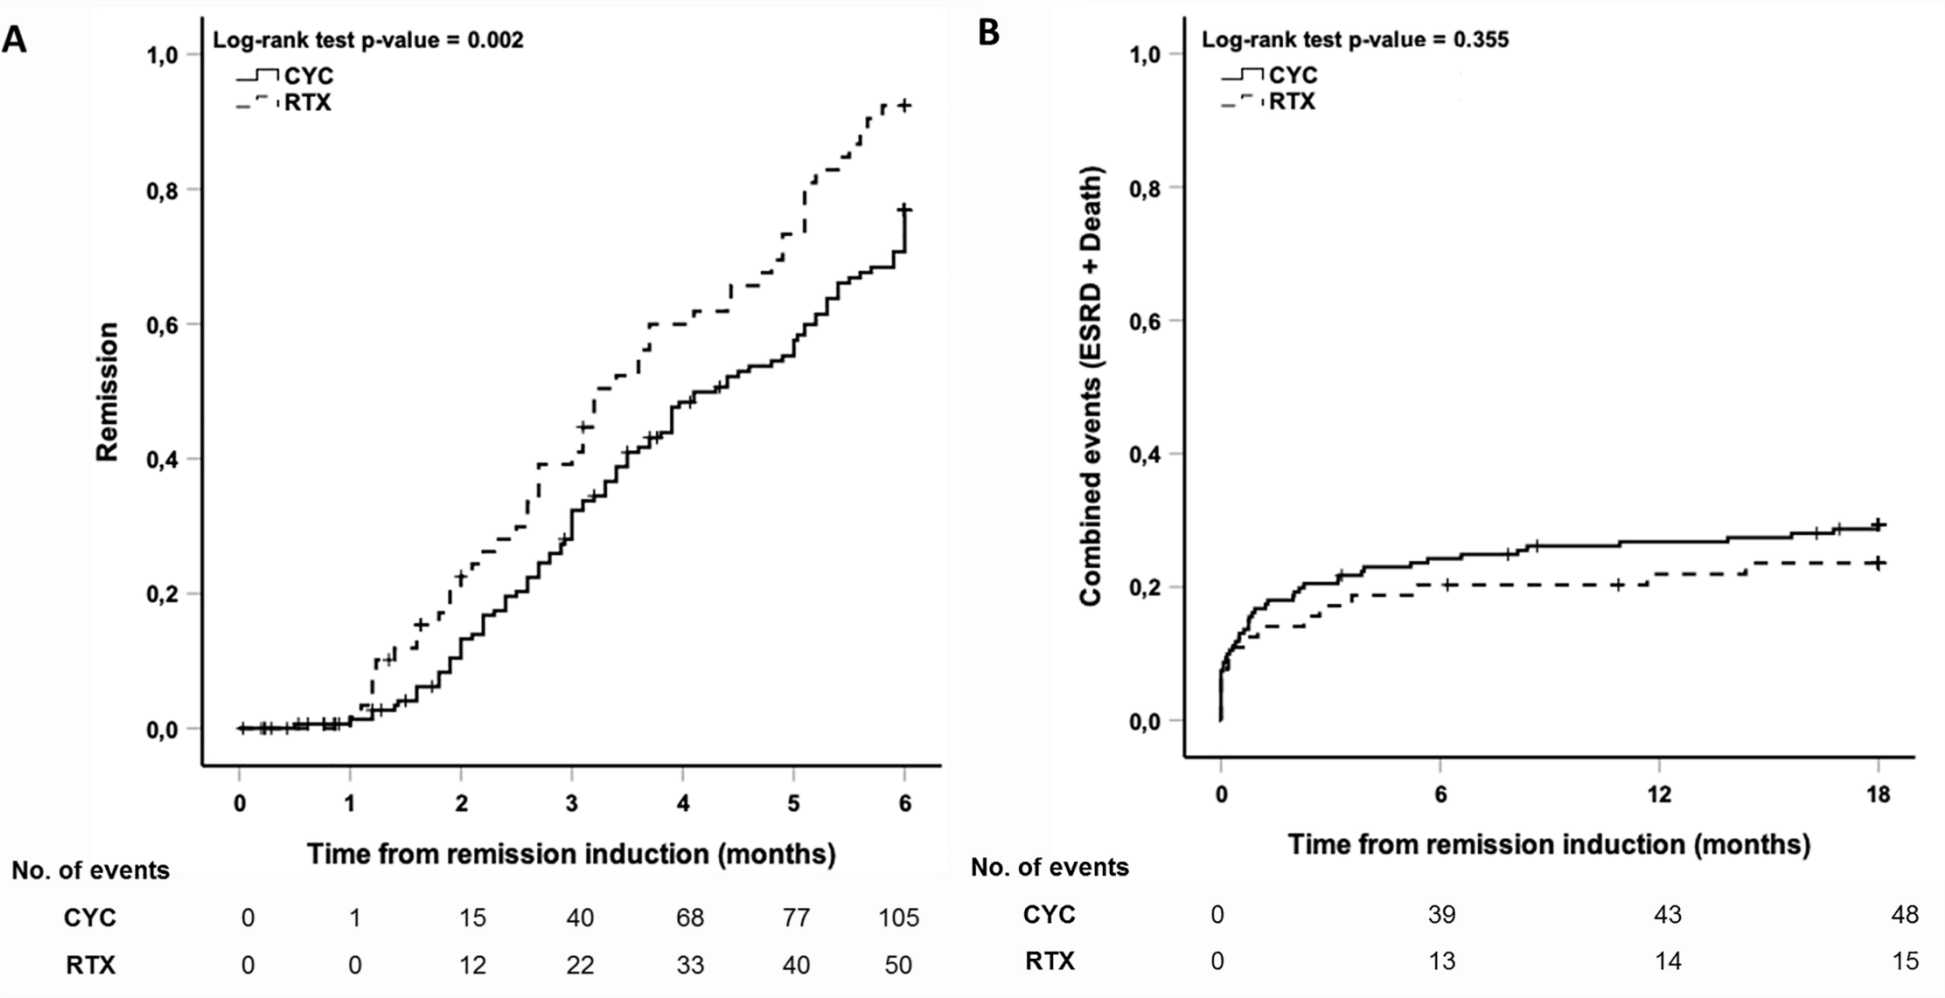 A
Log-rank test p-value = 0.002
CYC
RTX
1,0
0,8
0,6
0,4
0,2
0,0
Remission
0 1 2 3 4 5 6
Time from remission induction (months)
No. of events
CYC 0 1 15 40 68 77 105
RTX 0 0 12 22 33 40 50
B
Log-rank test p-value = 0.355
CYC
RTX
1,0
0,8
0,6
0,4
0,2
0,0
Combined events (ESRD + Death)
0 6 12 18
Time from remission induction (months)
No. of events
CYC 0 39 43 48
RTX 0 13 14 15